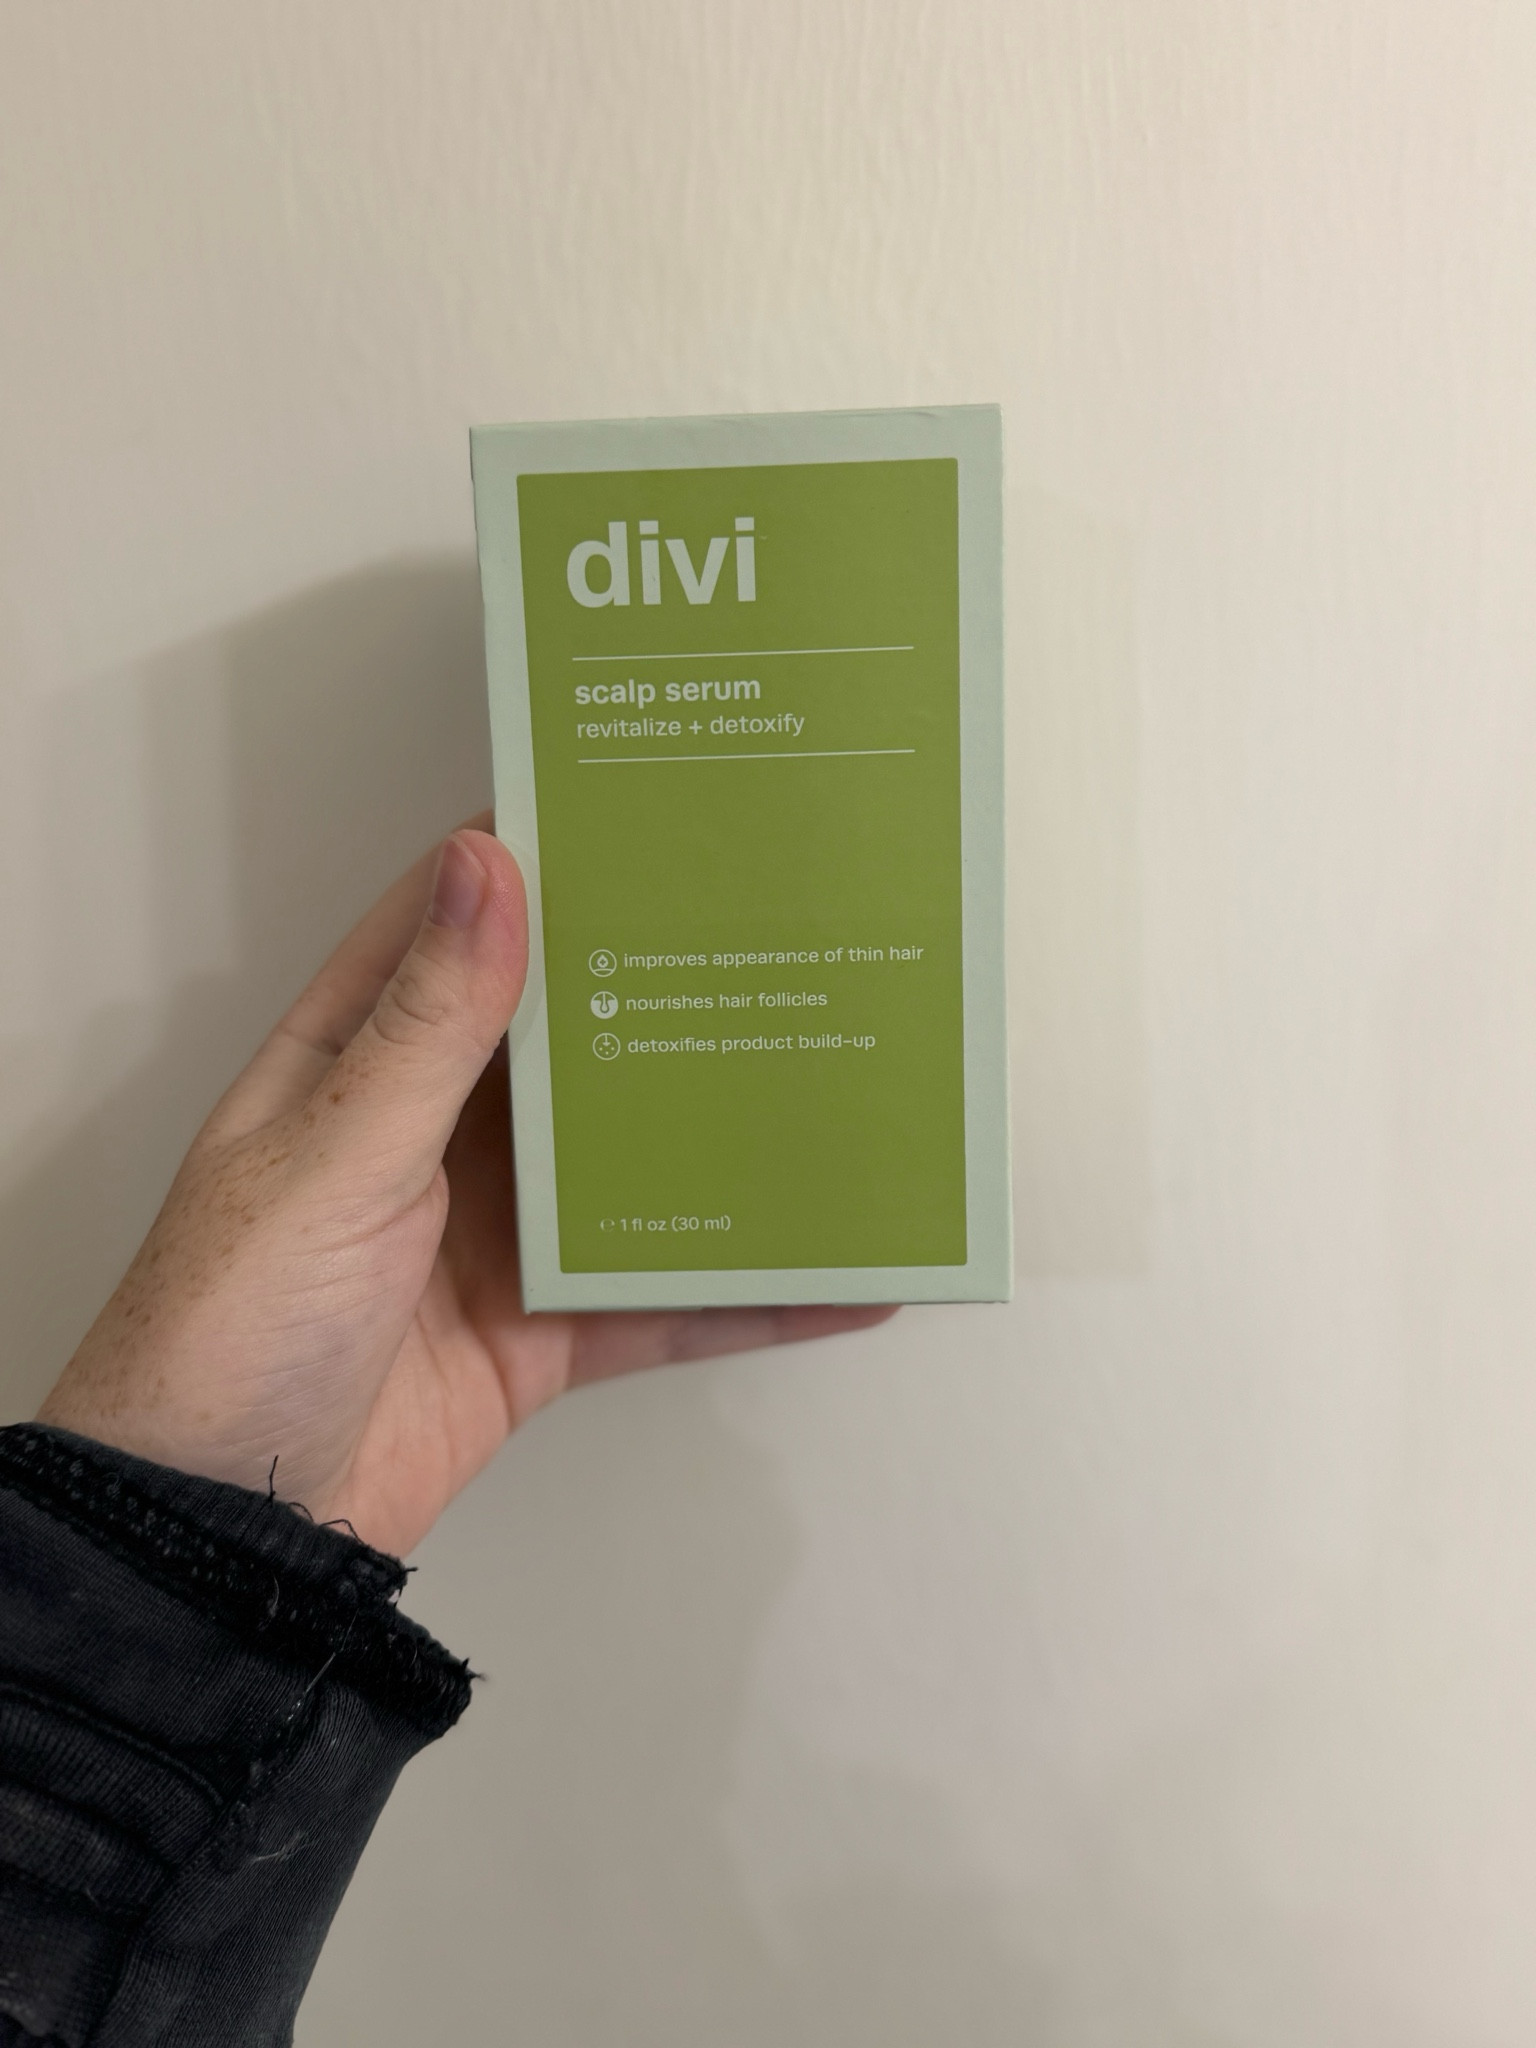 divi
scalp serum
revitalize + detoxify
improves appearance of thin hair
nourishes hair follicles
detoxifies product build-up
℮ 1 fl oz (30 ml)